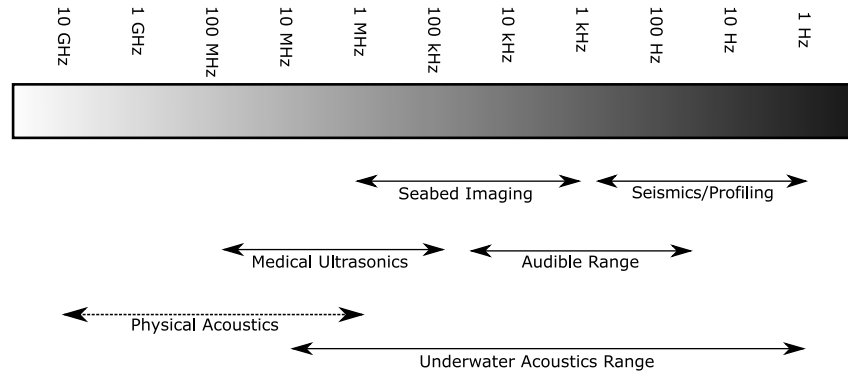 10 GHz
1 GHz
100 MHz
10 MHz
1 MHz
100 kHz
10 kHz
1 kHz
100 Hz
10 Hz
1 Hz
Seabed Imaging
Seismics/Profiling
Medical Ultrasonics
Audible Range
Physical Acoustics
Underwater Acoustics Range